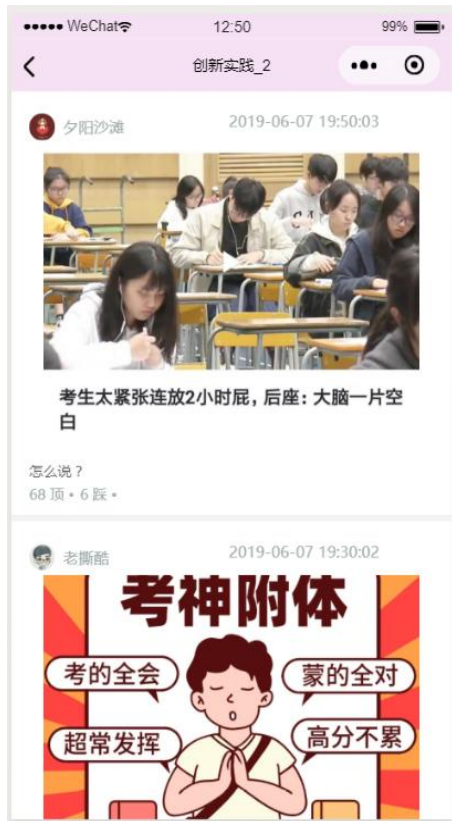 ●●●●● WeChat 12:50 99%
创新实践_2
夕阳沙滩 2019-06-07 19:50:03
考生太紧张连放2小时屁，后座：大脑一片空
白
怎么说？
68 顶 • 6 踩 •
老撕酷 2019-06-07 19:30:02
考神附体
考的全会 蒙的全对
超常发挥 高分不累